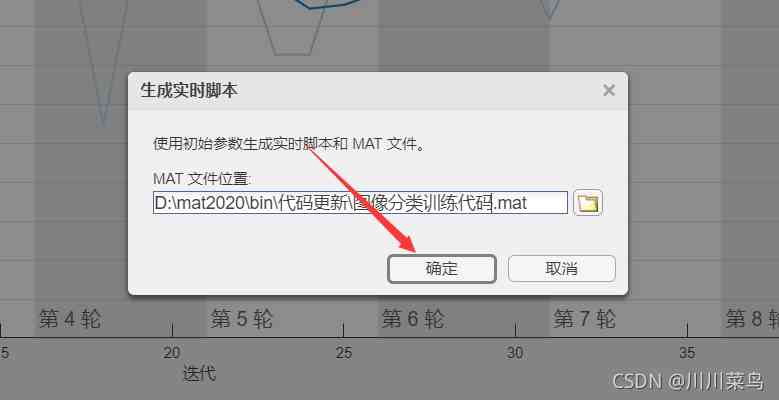 生成实时脚本
使用初始参数生成实时脚本和 MAT 文件。
MAT 文件位置:
D:\mat2020\bin\代码更新\图像分类训练代码.mat
确定 取消
第 4 轮 第 5 轮 第 6 轮 第 7 轮 第 8 轮
5 20 25 30 35
迭代
CSDN @川川菜鸟